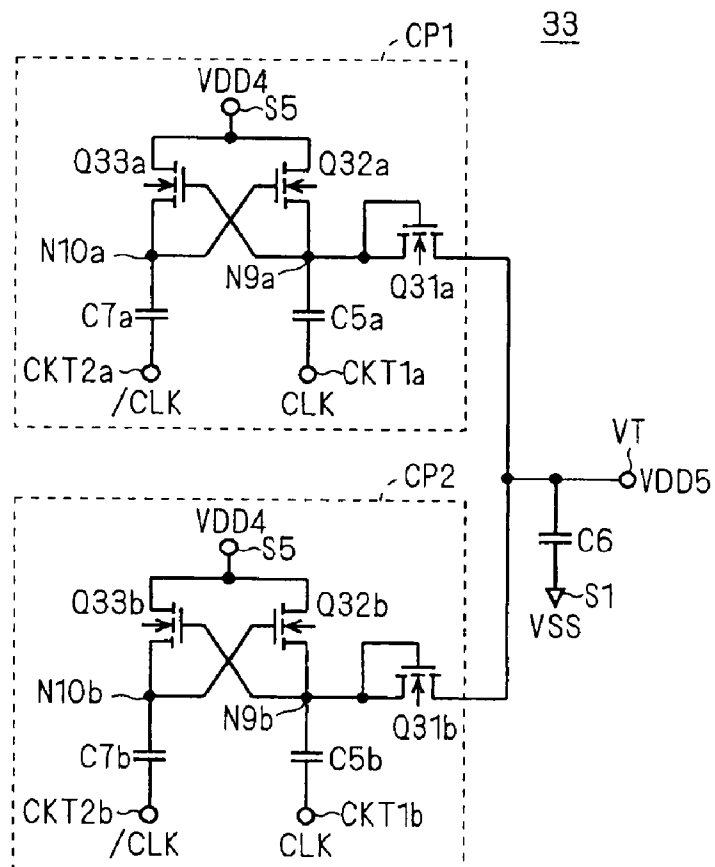 33
CP1
VDD4
S5
Q33a
Q32a
N10a
N9a
Q31a
C7a
C5a
CKT2a
CKT1a
/CLK
CLK
VT
VDD5
C6
S1
VSS
CP2
VDD4
S5
Q33b
Q32b
N10b
N9b
Q31b
C7b
C5b
CKT2b
CKT1b
/CLK
CLK